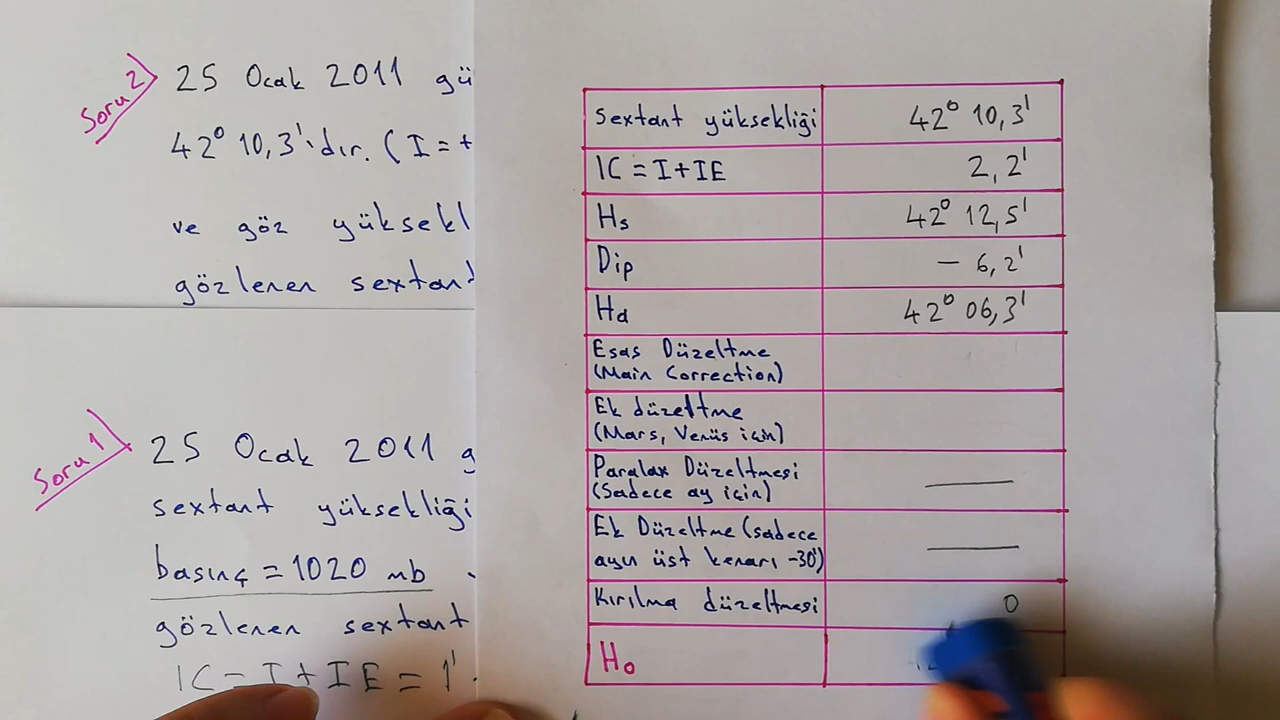 Soru 2
25 Ocak 2011 gü
42° 10,3'dır. (I = +
ve göz yüksekl
gözlenen sextant
Soru 1
25 Ocak 2011 g
sextant yüksekliği
basınç = 1020 mb
gözlenen sextant
IC = I + IE = 1'
Sextant yüksekliği 42° 10,3'
IC = I+IE 2,2'
Hs 42° 12,5'
Dip - 6,2'
Ha 42° 06,3'
Esas Düzeltme
(Main Correction)
Ek düzeltme
(Mars, Venüs için)
Paralax Düzeltmesi
(Sadece ay için)
Ek Düzeltme (sadece
ayın üst kenarı -30')
Kırılma düzeltmesi 0
Ho